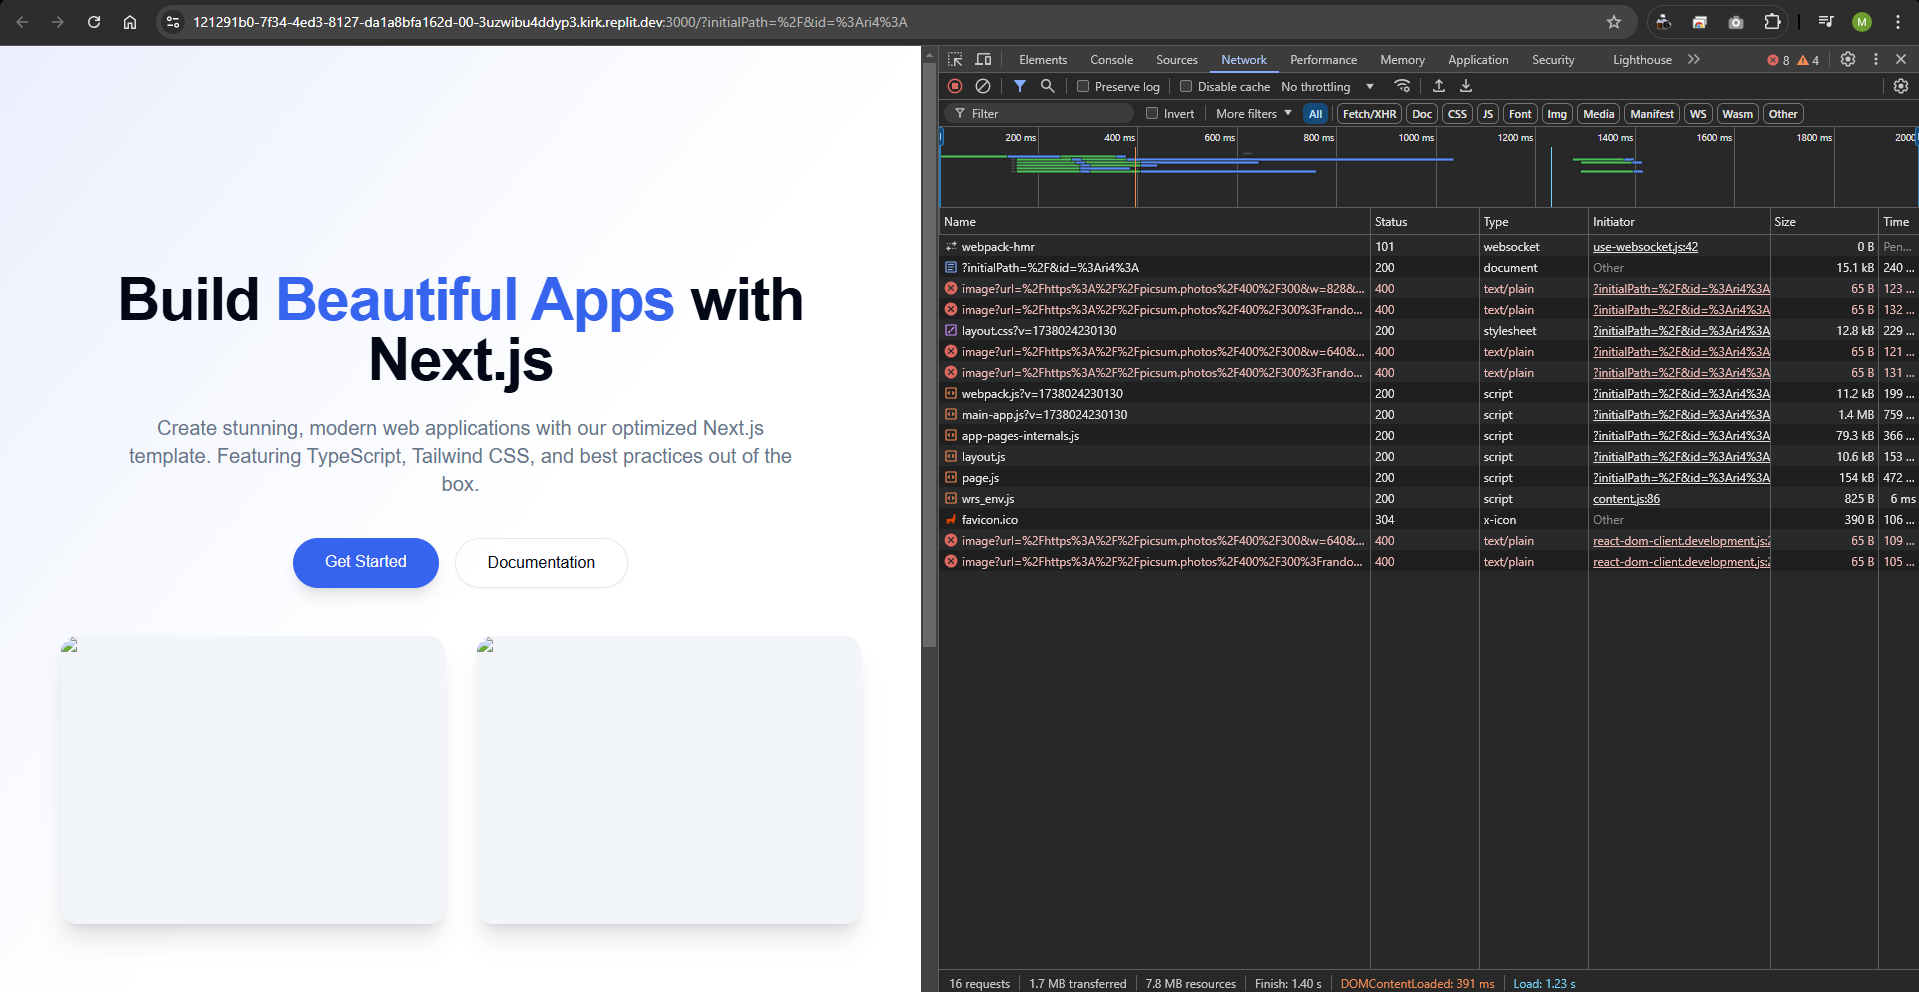 121291b0-7f34-4ed3-8127-da1a8bfa162d-00-3uzwibu4ddyp3.kirk.replit.dev:3000/?initialPath=%2F&id=%3Ari4%3A
M
Build Beautiful Apps with
Next.js
Create stunning, modern web applications with our optimized Next.js
template. Featuring TypeScript, Tailwind CSS, and best practices out of the
box.
Get Started
Documentation
Elements Console Sources Network Performance Memory Application Security Lighthouse 8 4
Preserve log Disable cache No throttling
Filter Invert More filters All Fetch/XHR Doc CSS JS Font Img Media Manifest WS Wasm Other
200 ms 400 ms 600 ms 800 ms 1000 ms 1200 ms 1400 ms 1600 ms 1800 ms 2000
Name Status Type Initiator Size Time
webpack-hmr 101 websocket use-websocket.js:42 0 B Pen...
?initialPath=%2F&id=%3Ari4%3A 200 document Other 15.1 kB 240 ...
image?url=%2Fhttps%3A%2F%2Fpicsum.photos%2F400%2F300&w=828&... 400 text/plain ?initialPath=%2F&id=%3Ari4%3A 65 B 123 ...
image?url=%2Fhttps%3A%2F%2Fpicsum.photos%2F400%2F300%3Frando... 400 text/plain ?initialPath=%2F&id=%3Ari4%3A 65 B 132 ...
layout.css?v=1738024230130 200 stylesheet ?initialPath=%2F&id=%3Ari4%3A 12.8 kB 229 ...
image?url=%2Fhttps%3A%2F%2Fpicsum.photos%2F400%2F300&w=640&... 400 text/plain ?initialPath=%2F&id=%3Ari4%3A 65 B 121 ...
image?url=%2Fhttps%3A%2F%2Fpicsum.photos%2F400%2F300%3Frando... 400 text/plain ?initialPath=%2F&id=%3Ari4%3A 65 B 131 ...
webpack.js?v=1738024230130 200 script ?initialPath=%2F&id=%3Ari4%3A 11.2 kB 199 ...
main-app.js?v=1738024230130 200 script ?initialPath=%2F&id=%3Ari4%3A 1.4 MB 759 ...
app-pages-internals.js 200 script ?initialPath=%2F&id=%3Ari4%3A 79.3 kB 366 ...
layout.js 200 script ?initialPath=%2F&id=%3Ari4%3A 10.6 kB 153 ...
page.js 200 script ?initialPath=%2F&id=%3Ari4%3A 154 kB 472 ...
wrs_env.js 200 script content.js:86 825 B 6 ms
favicon.ico 304 x-icon Other 390 B 106 ...
image?url=%2Fhttps%3A%2F%2Fpicsum.photos%2F400%2F300&w=640&... 400 text/plain react-dom-client.development.js:2 65 B 109 ...
image?url=%2Fhttps%3A%2F%2Fpicsum.photos%2F400%2F300%3Frando... 400 text/plain react-dom-client.development.js:2 65 B 105 ...
16 requests 1.7 MB transferred 7.8 MB resources Finish: 1.40 s DOMContentLoaded: 391 ms Load: 1.23 s